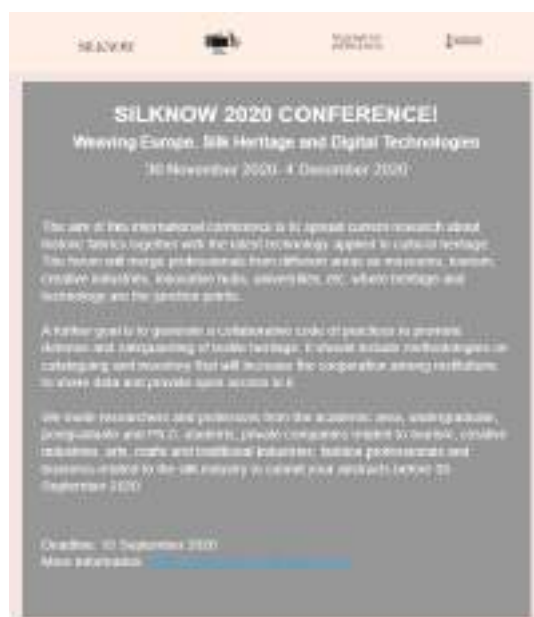 SILKNOW
SILKNOW 2020 CONFERENCE!
Weaving Europe, Silk Heritage and Digital Technologies
30 November 2020- 4 December 2020
The aim of this international conference is to spread current research about
historic fabrics together with the latest technology applied to cultural heritage.
This forum will merge professionals from different areas as museums, tourism,
creative industries, innovation hubs, universities, etc. where heritage and
technology are the junction points.
A further goal is to generate a collaborative code of practices to promote
defense and safeguarding of textile heritage. It should include methodologies on
cataloguing and inventory that will increase the cooperation among institutions
to share data and provide open access to it.
We invite researchers and professors from the academic area, undergraduate,
postgraduate and Ph.D. students, private companies related to tourism, creative
industries, arts, crafts and traditional industries, fashion professionals and
business related to the silk industry to submit your abstracts before 10
September 2020
Deadline: 10 September 2020
More Information: